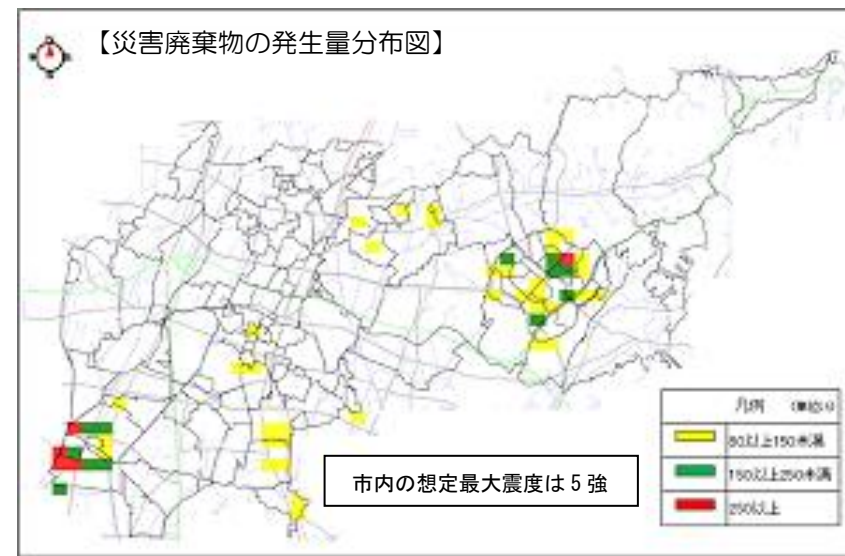 【災害廃棄物の発生量分布図】
市内の想定最大震度は5強
凡例
80以上150未満
150以上250未満
250以上